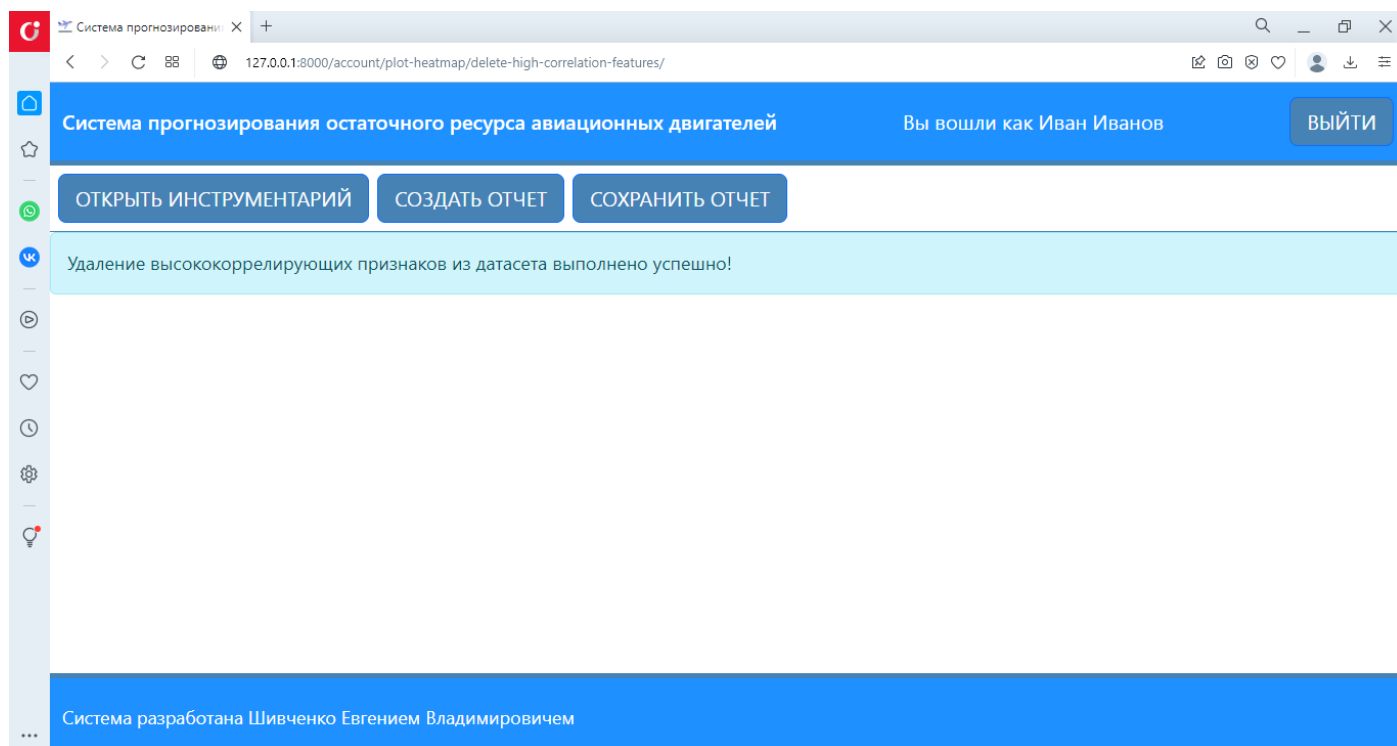 Система прогнозировани
127.0.0.1:8000/account/plot-heatmap/delete-high-correlation-features/
Система прогнозирования остаточного ресурса авиационных двигателей
Вы вошли как Иван Иванов
ВЫЙТИ
ОТКРЫТЬ ИНСТРУМЕНТАРИЙ
СОЗДАТЬ ОТЧЕТ
СОХРАНИТЬ ОТЧЕТ
Удаление высококоррелирующих признаков из датасета выполнено успешно!
Система разработана Шивченко Евгением Владимировичем